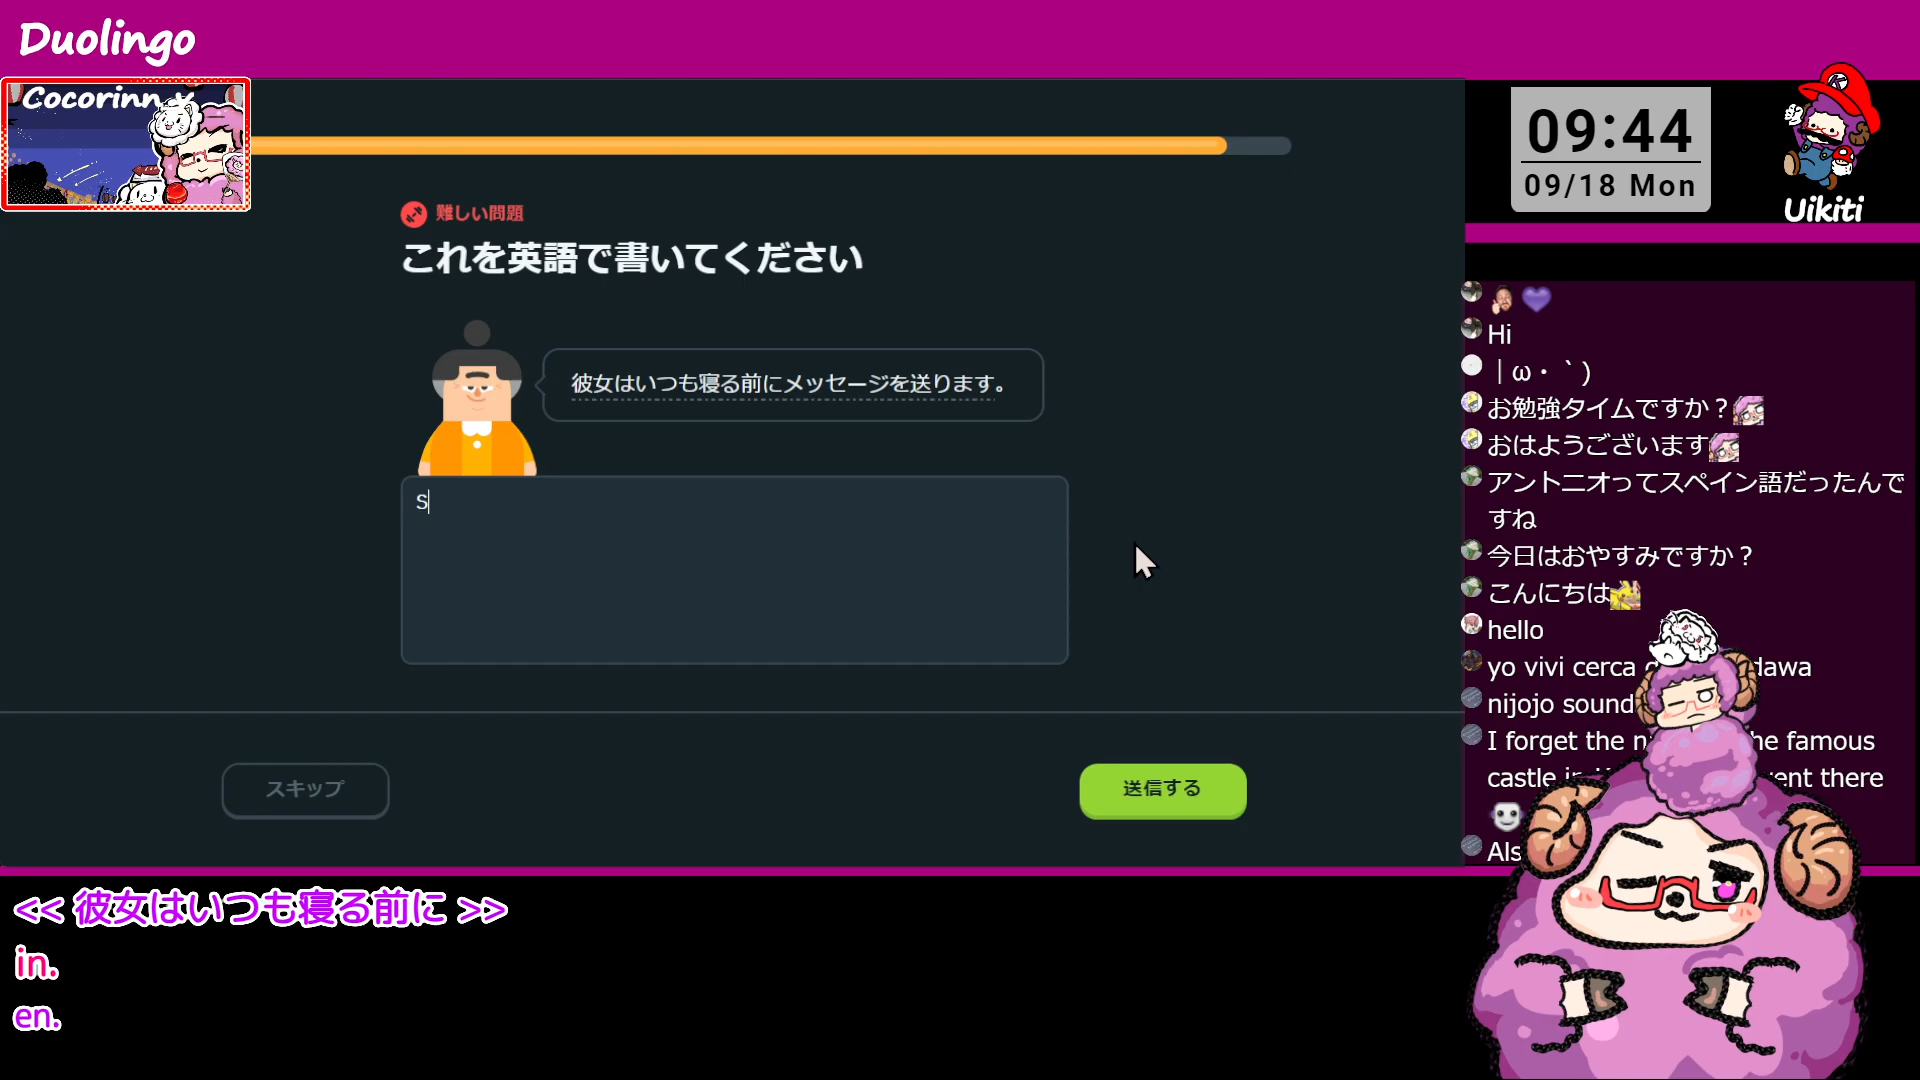 Duolingo
Cocorinn
09:44
09/18 Mon
Uikiti
難しい問題
これを英語で書いてください
彼女はいつも寝る前にメッセージを送ります。
S
スキップ
送信する
Hi
|ω・`)
お勉強タイムですか？
おはようございます
アントニオってスペイン語だったんで
すね
今日はおやすみですか？
こんにちは
hello
yo vivi cerca
nijojo sound
I forget the he famous
castle there
Als
<< 彼女はいつも寝る前に >>
in.
en.